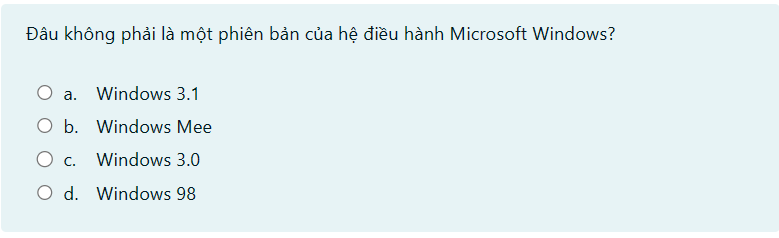 Đâu không phải là một phiên bản của hệ điều hành Microsoft Windows?
a. Windows 3.1
b. Windows Mee
c. Windows 3.0
d. Windows 98